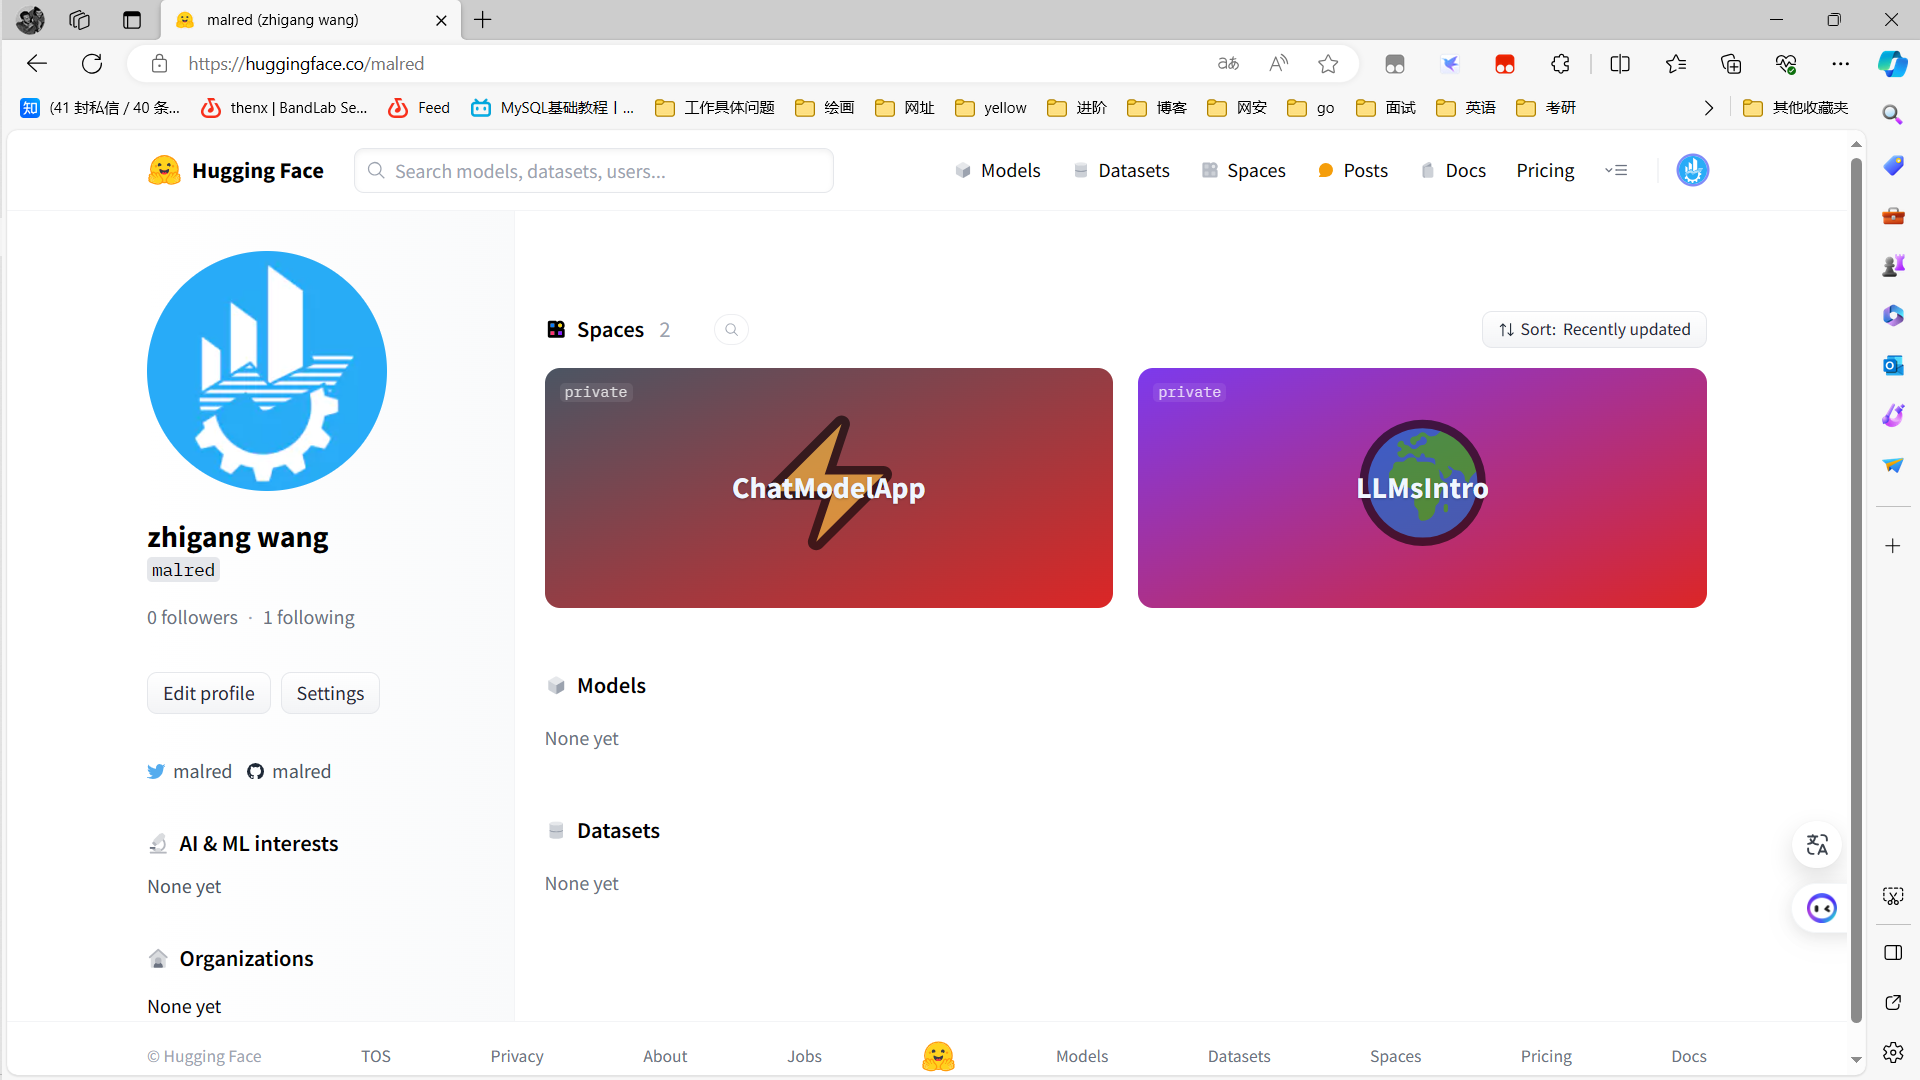 malred (zhigang wang)
https://huggingface.co/malred
あ
知 (41 封私信 / 40 条...
thenx | BandLab Se...
Feed
MySQL基础教程丨...
工作具体问题
绘画
网址
yellow
进阶
博客
网安
go
面试
英语
考研
其他收藏夹
Hugging Face
Search models, datasets, users...
Models
Datasets
Spaces
Posts
Docs
Pricing
Spaces 2
Sort: Recently updated
private
ChatModelApp
private
LLMsIntro
zhigang wang
malred
0 followers · 1 following
Edit profile
Settings
malred
malred
AI & ML interests
None yet
Organizations
None yet
Models
None yet
Datasets
None yet
© Hugging Face
TOS
Privacy
About
Jobs
Models
Datasets
Spaces
Pricing
Docs